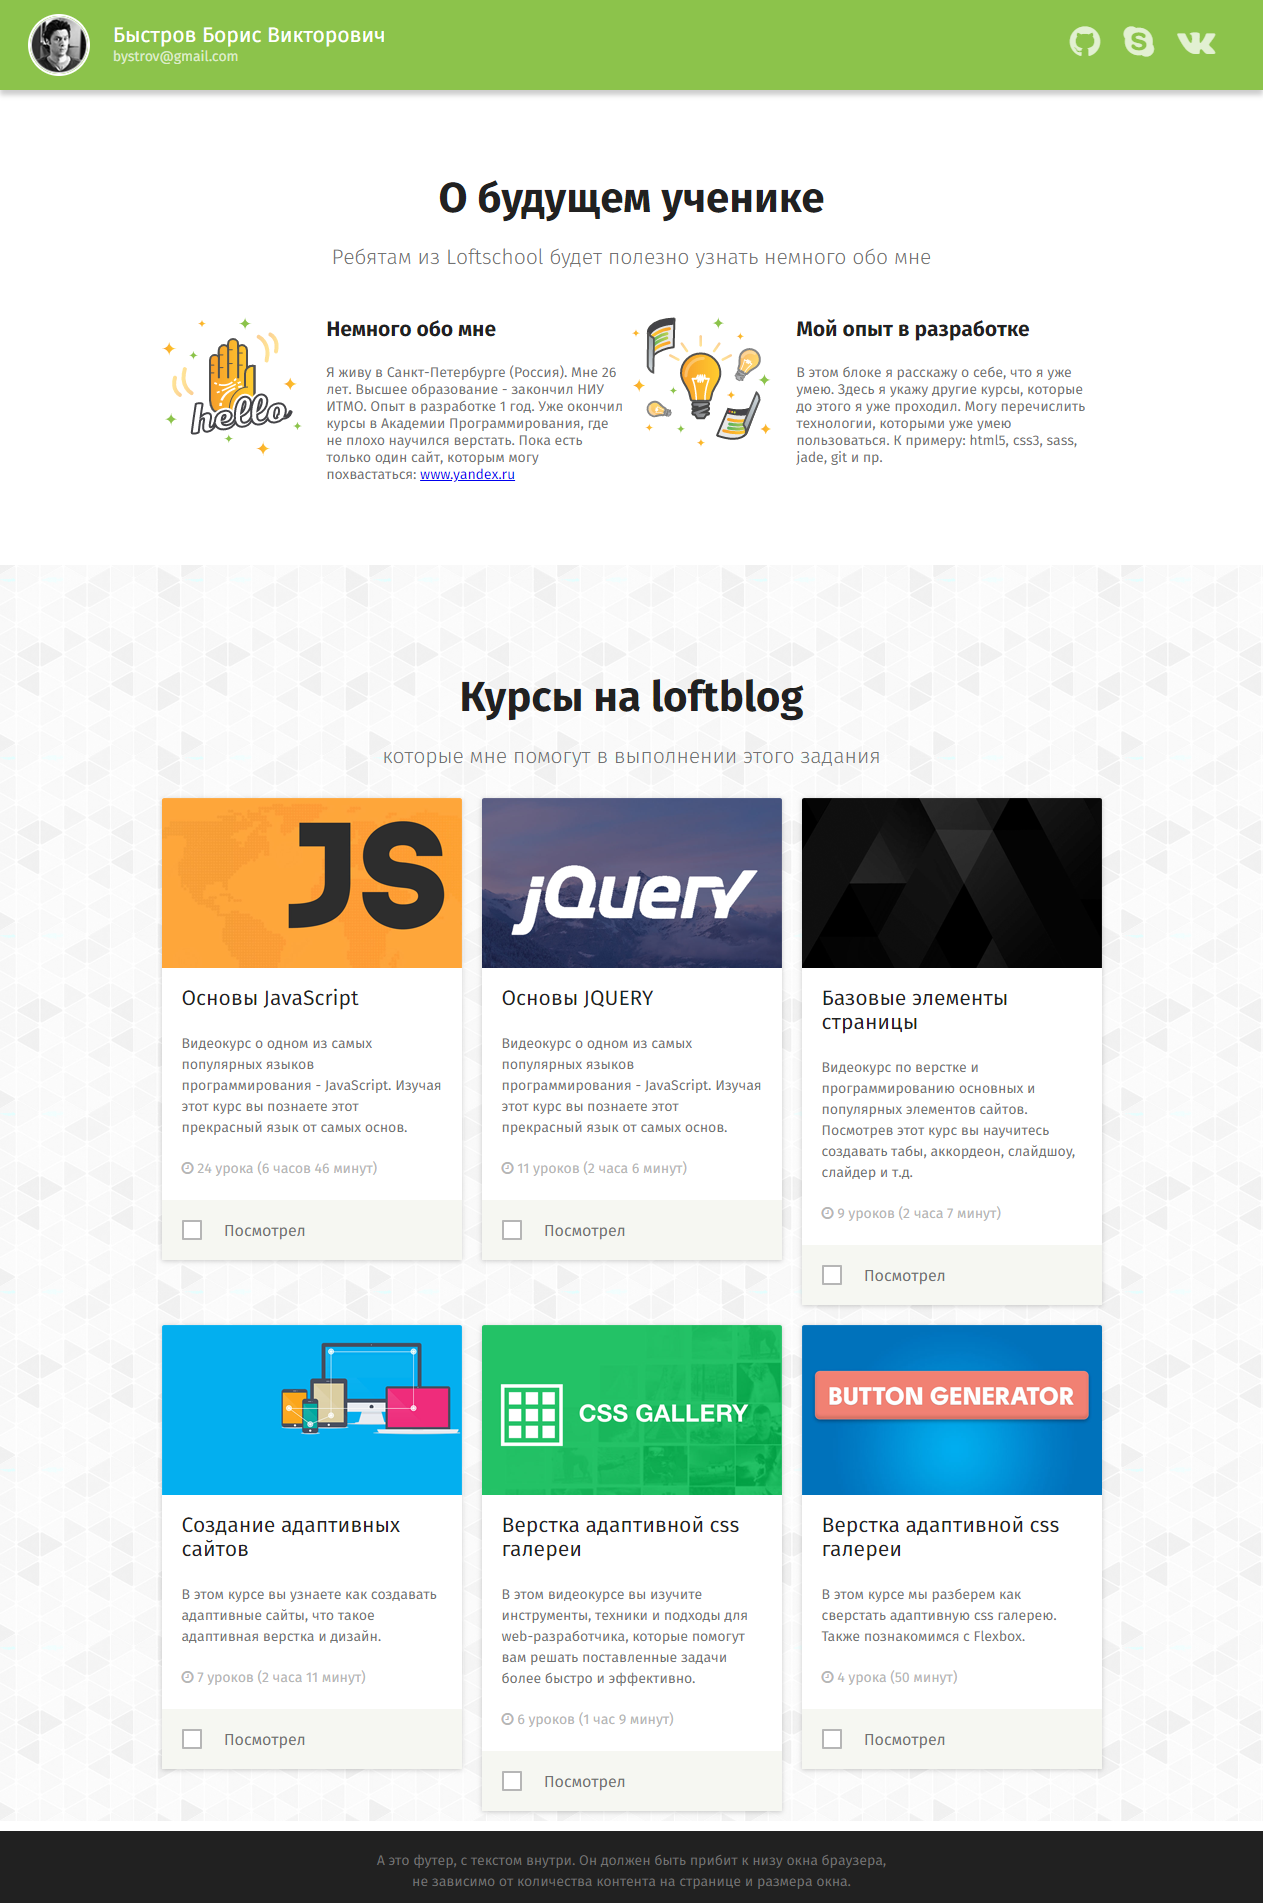 Быстров Борис Викторович
bystrov@gmail.com
О будущем ученике
Ребятам из Loftschool будет полезно узнать немного обо мне
hello
Немного обо мне
Я живу в Санкт-Петербурге (Россия). Мне 26
лет. Высшее образование - закончил НИУ
ИТМО. Опыт в разработке 1 год. Уже окончил
курсы в Академии Программирования, где
не плохо научился верстать. Пока есть
только один сайт, которым могу
похвастаться: www.yandex.ru
Мой опыт в разработке
В этом блоке я расскажу о себе, что я уже
умею. Здесь я укажу другие курсы, которые
до этого я уже проходил. Могу перечислить
технологии, которыми уже умею
пользоваться. К примеру: html5, css3, sass,
jade, git и пр.
Курсы на loftblog
которые мне помогут в выполнении этого задания
JS
Основы JavaScript
Видеокурс о одном из самых
популярных языков
программирования - JavaScript. Изучая
этот курс вы познаете этот
прекрасный язык от самых основ.
24 урока (6 часов 46 минут)
Посмотрел
jQuery
Основы JQUERY
Видеокурс о одном из самых
популярных языков
программирования - JavaScript. Изучая
этот курс вы познаете этот
прекрасный язык от самых основ.
11 уроков (2 часа 6 минут)
Посмотрел
Базовые элементы
страницы
Видеокурс по верстке и
программированию основных и
популярных элементов сайтов.
Посмотрев этот курс вы научитесь
создавать табы, аккордеон, слайдшоу,
слайдер и т.д.
9 уроков (2 часа 7 минут)
Посмотрел
Создание адаптивных
сайтов
В этом курсе вы узнаете как создавать
адаптивные сайты, что такое
адаптивная верстка и дизайн.
7 уроков (2 часа 11 минут)
Посмотрел
CSS GALLERY
Верстка адаптивной css
галереи
В этом видеокурсе вы изучите
инструменты, техники и подходы для
web-разработчика, которые помогут
вам решать поставленные задачи
более быстро и эффективно.
6 уроков (1 час 9 минут)
Посмотрел
BUTTON GENERATOR
Верстка адаптивной css
галереи
В этом курсе мы разберем как
сверстать адаптивную css галерею.
Также познакомимся с Flexbox.
4 урока (50 минут)
Посмотрел
А это футер, с текстом внутри. Он должен быть прибит к низу окна браузера,
не зависимо от количества контента на странице и размера окна.